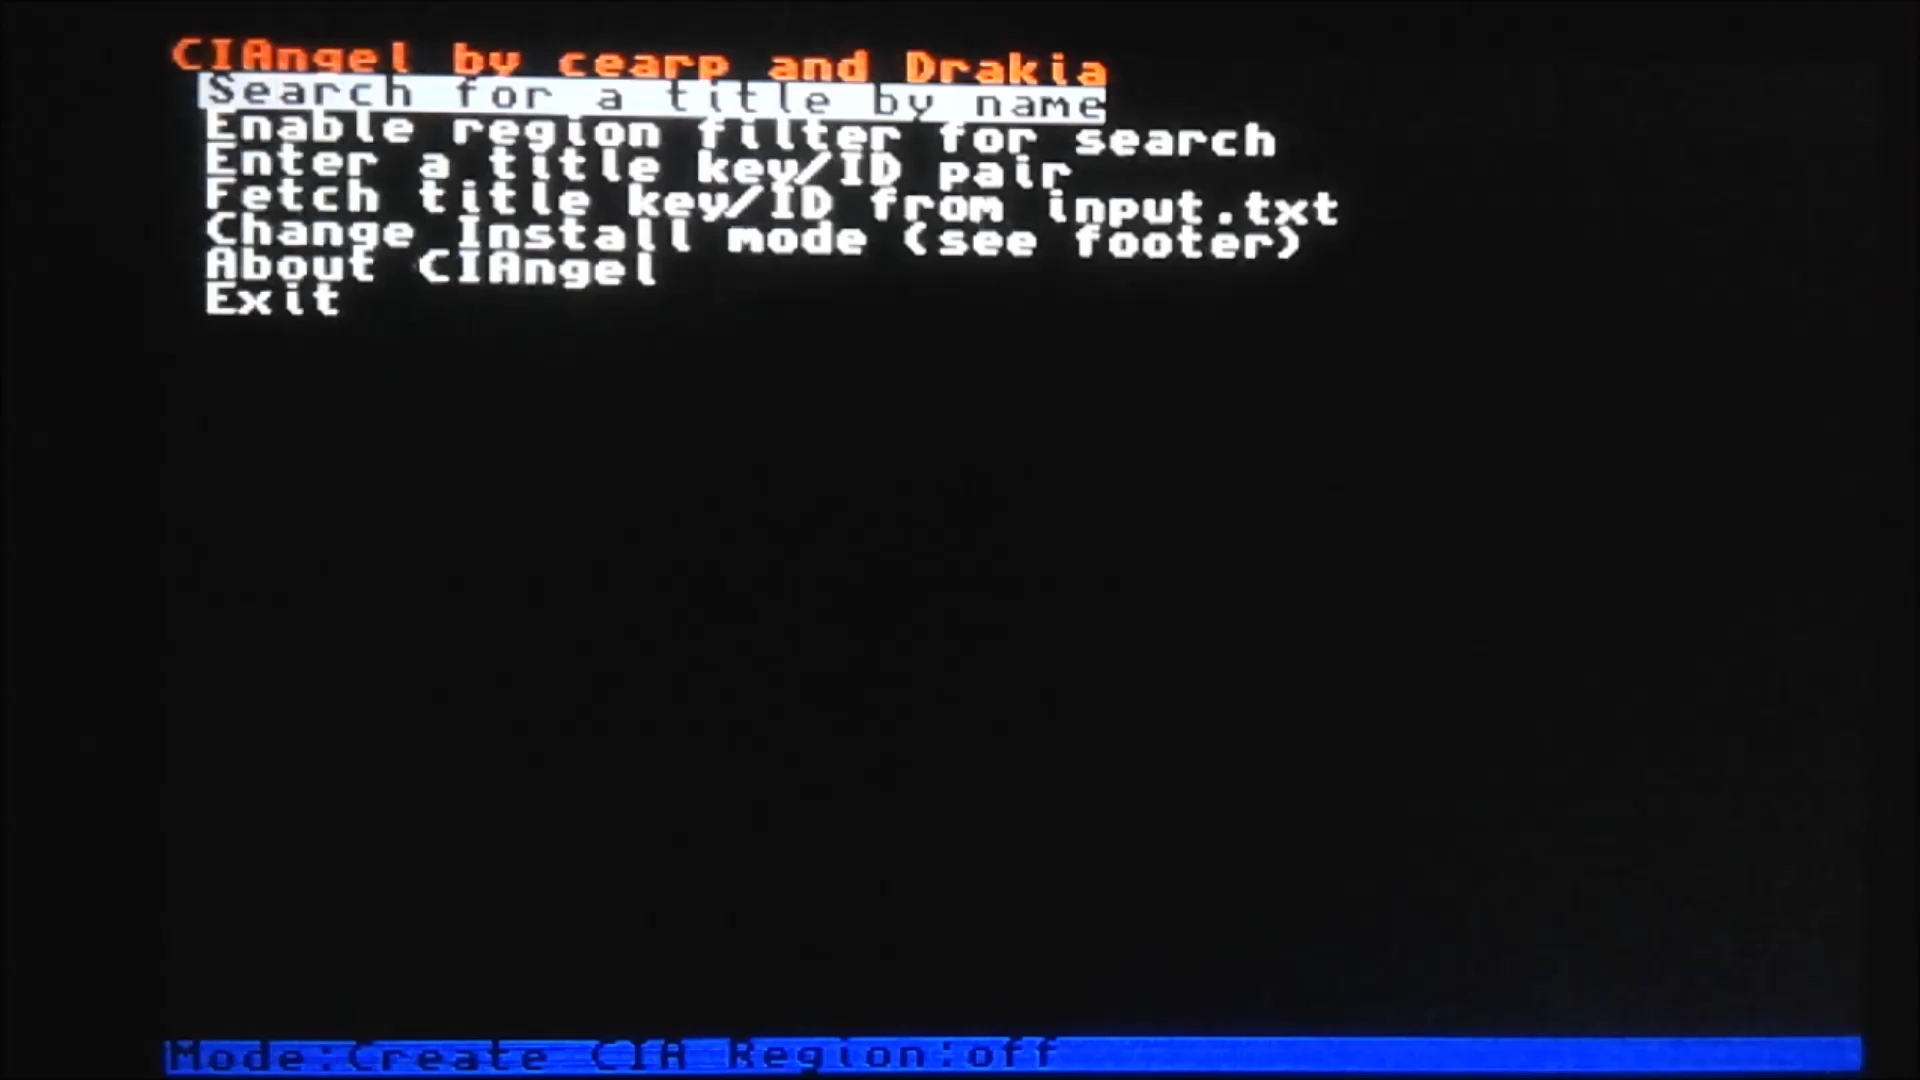 CIAngel by cearp and Drakia
Search for a title by name
Enable region filter for search
Enter a title key/ID pair
Fetch title key/ID from input.txt
Change Install mode (see footer)
About CIAngel
Exit
Mode:Create CIA Region:off